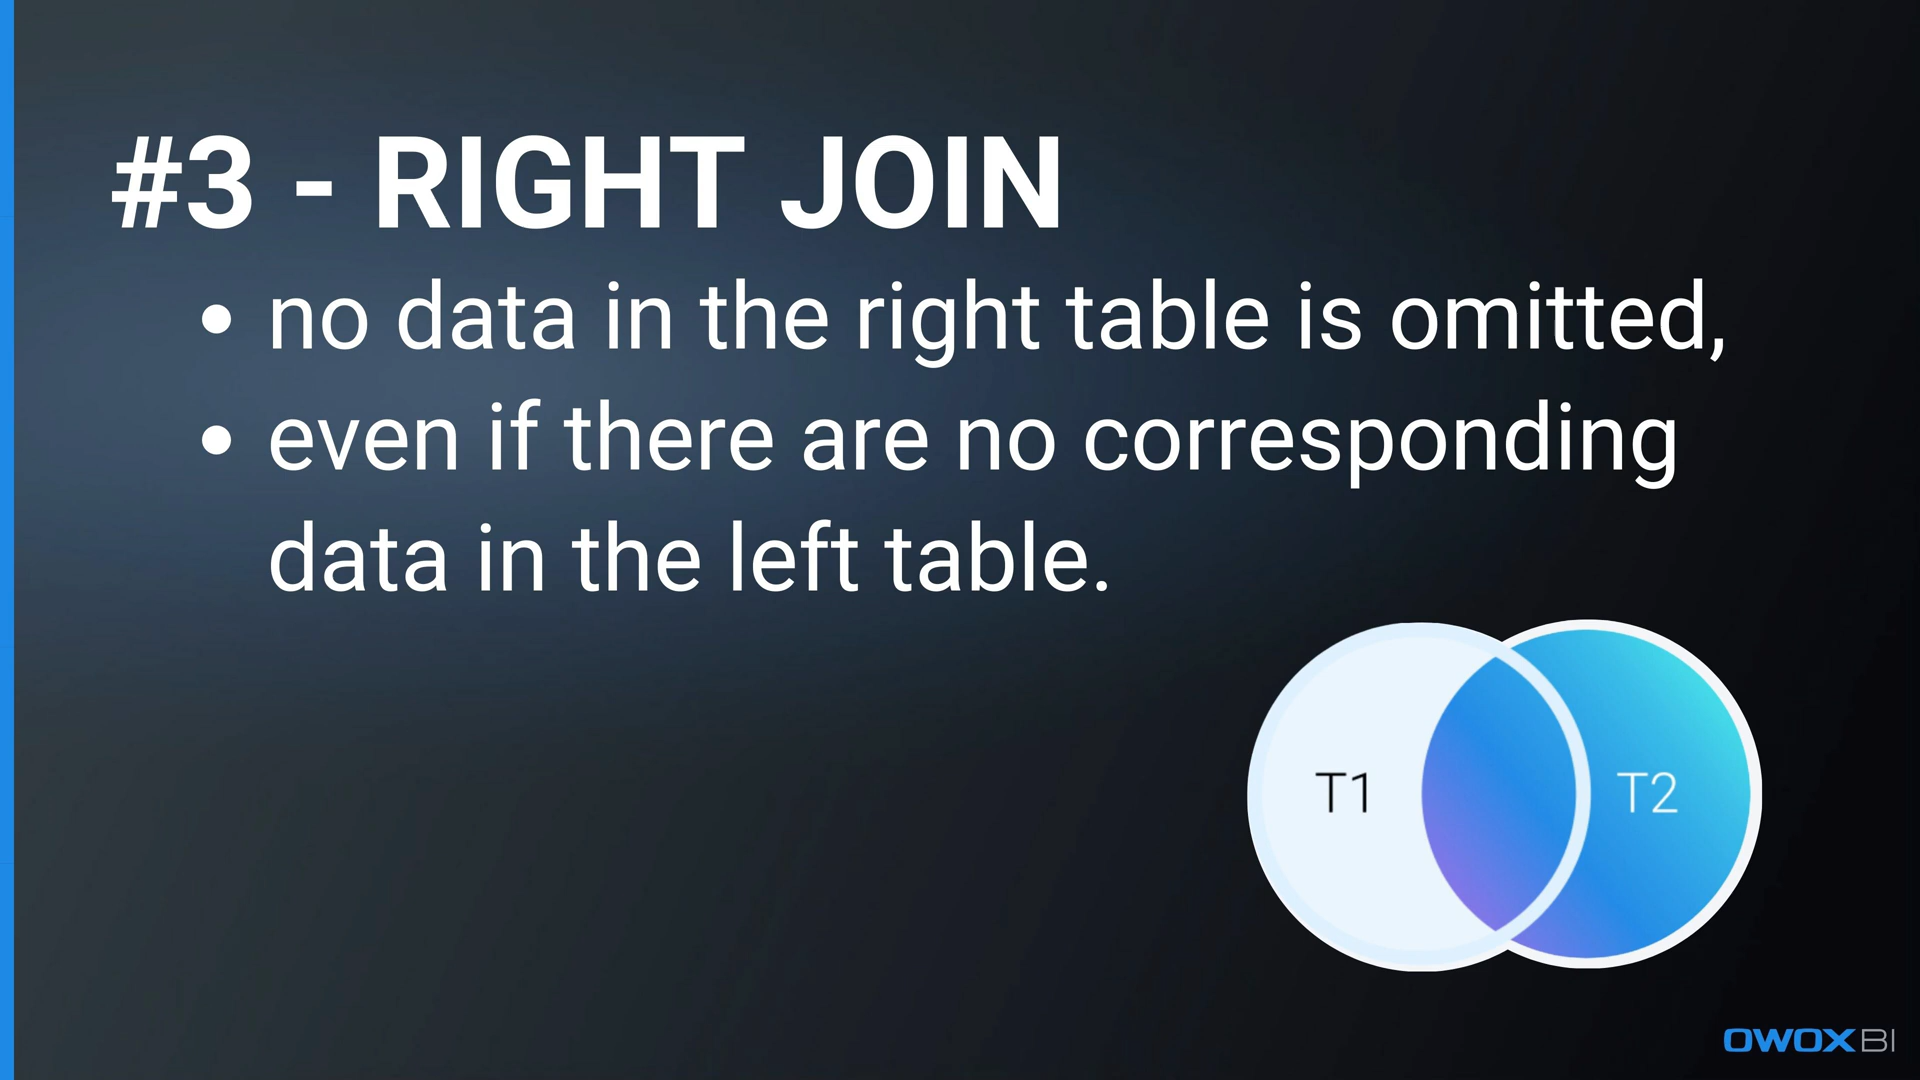 #3 - RIGHT JOIN
• no data in the right table is omitted,
• even if there are no corresponding
data in the left table.
T1
T2
OWOX BI